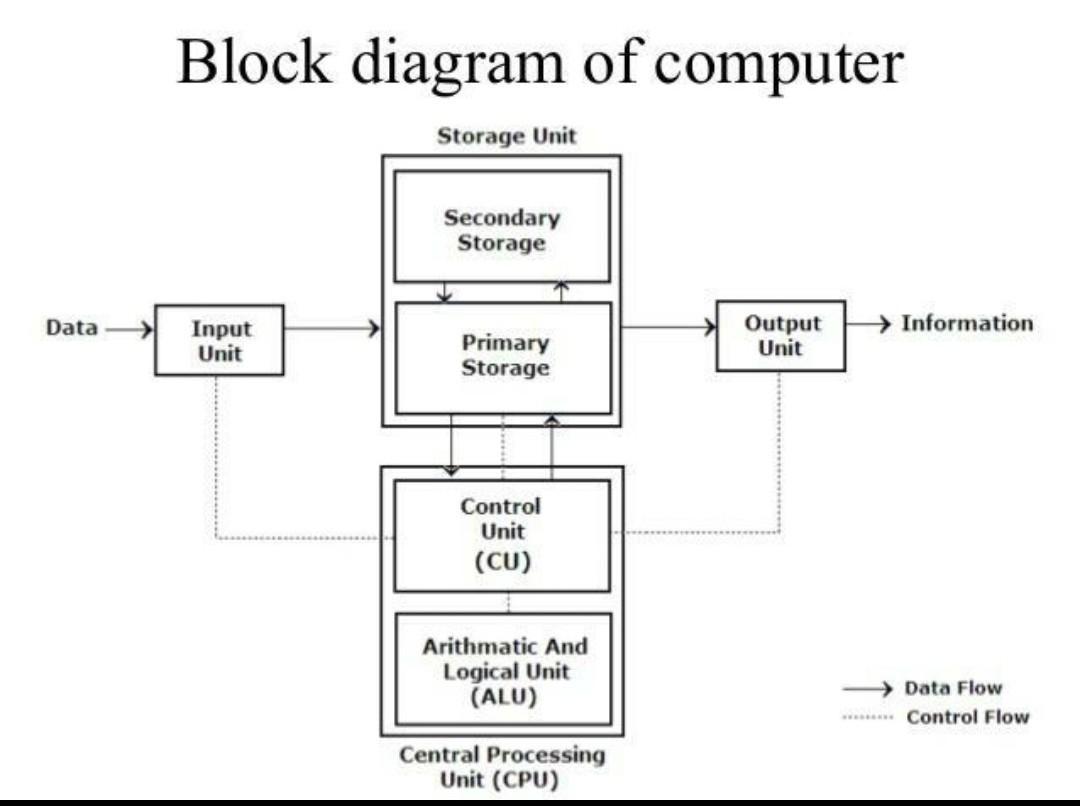 Block diagram of computer
Storage Unit
Secondary
Storage
Data
Input
Unit
Primary
Storage
Output
Unit
Information
Control
Unit
(CU)
Arithmatic And
Logical Unit
(ALU)
Data Flow
Control Flow
Central Processing
Unit (CPU)